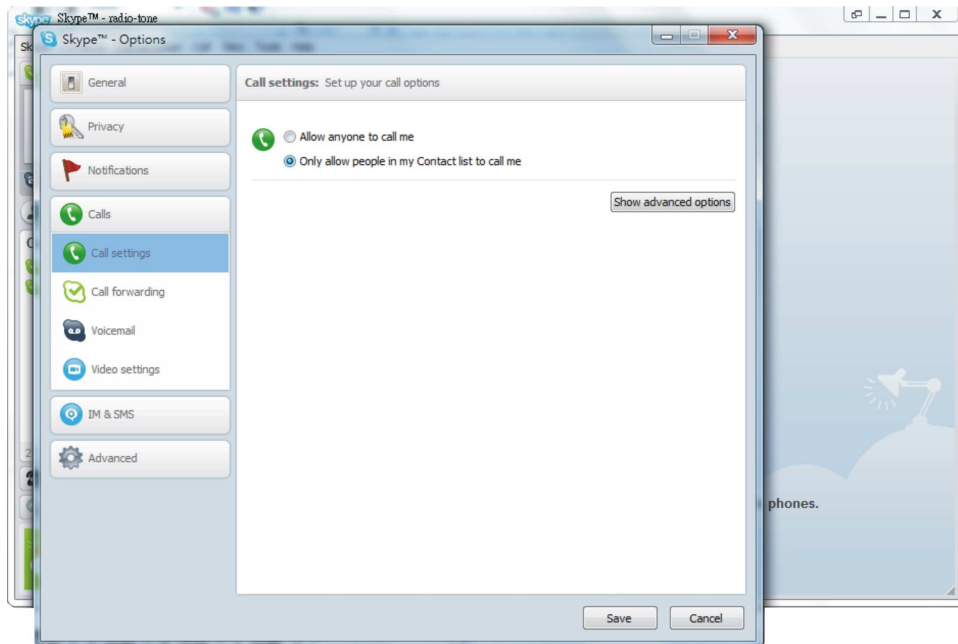 Skype™ - radio-tone
Skype™ - Options
General
Privacy
Notifications
Calls
Call settings
Call forwarding
Voicemail
Video settings
IM & SMS
Advanced
Call settings: Set up your call options
Allow anyone to call me
Only allow people in my Contact list to call me
Show advanced options
phones.
Save
Cancel